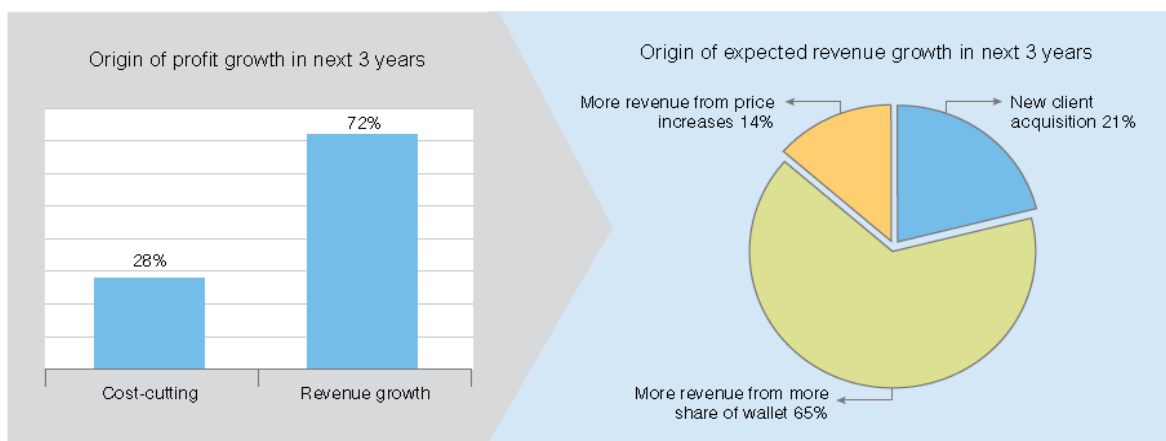 Origin of profit growth in next 3 years
72%
28%
Cost-cutting
Revenue growth
Origin of expected revenue growth in next 3 years
More revenue from price
increases 14%
New client
acquisition 21%
More revenue from more
share of wallet 65%